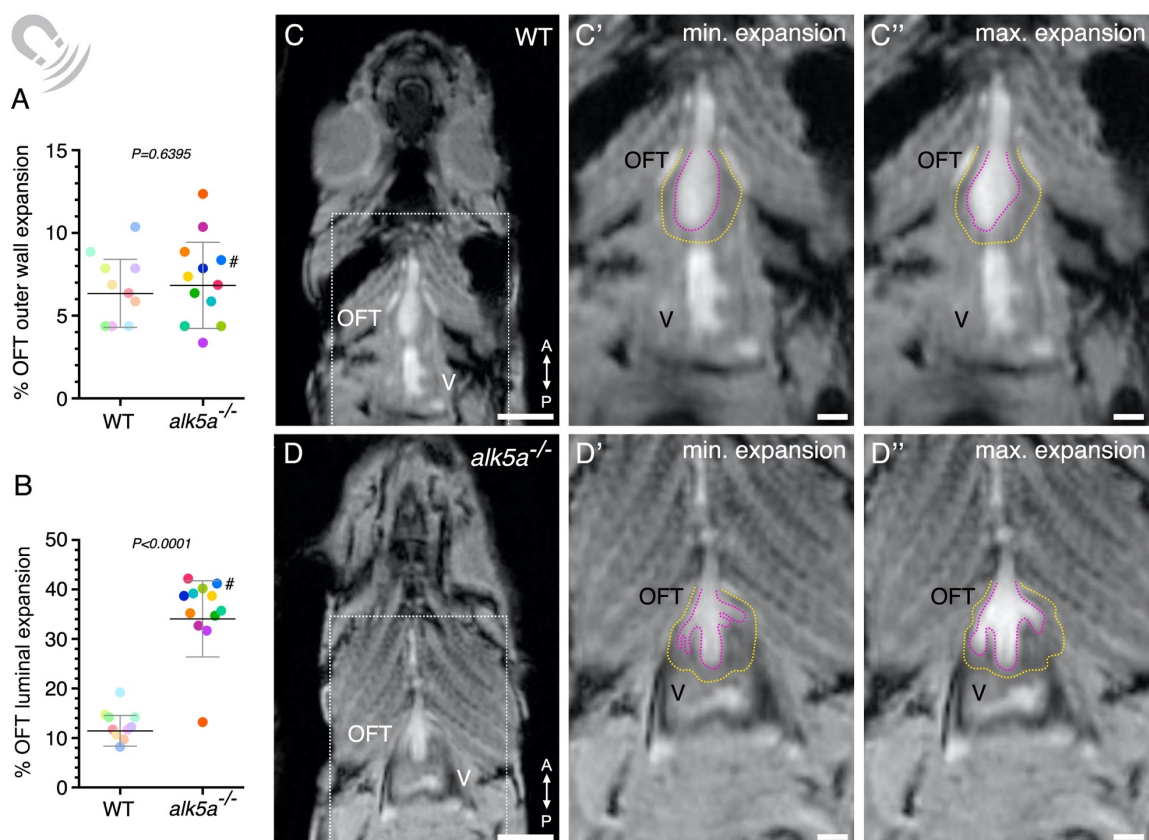 A
15
10
5
0
% OFT outer wall expansion
P=0.6395
#
WT
alk5a-/-
B
50
40
30
20
10
0
% OFT luminal expansion
P<0.0001
#
WT
alk5a-/-
C
WT
OFT
V
A
P
C'
min. expansion
OFT
V
C''
max. expansion
OFT
V
D
alk5a-/-
OFT
V
A
P
D'
min. expansion
OFT
V
D''
max. expansion
OFT
V